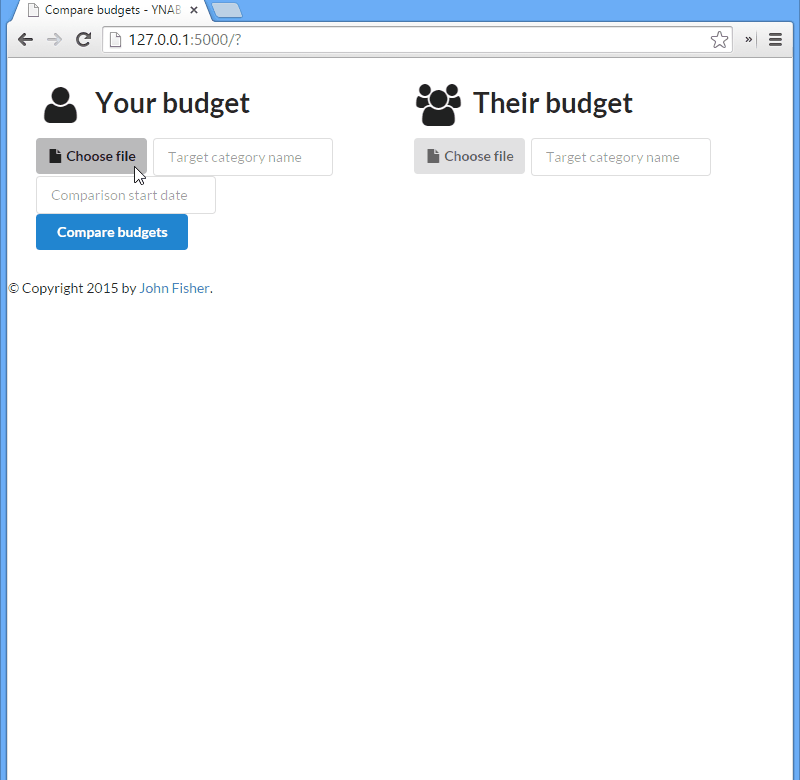 Compare budgets - YNAB
127.0.0.1:5000/?
Your budget
Choose file
Target category name
Comparison start date
Compare budgets
Their budget
Choose file
Target category name
© Copyright 2015 by John Fisher.